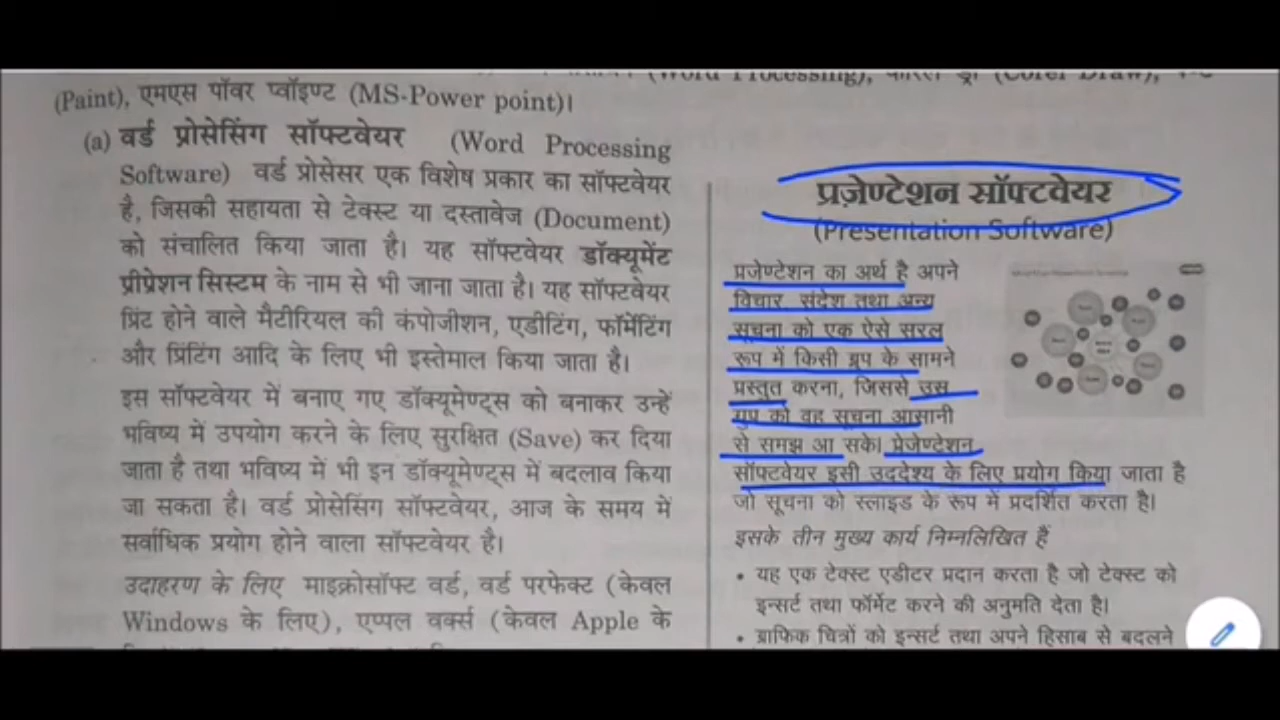 (Word Processing), कोरल ड्रॉ (Corel Draw),
(Paint), एमएस पॉवर प्वॉइण्ट (MS-Power point)।
(a) वर्ड प्रोसेसिंग सॉफ्टवेयर (Word Processing
Software) वर्ड प्रोसेसर एक विशेष प्रकार का सॉफ्टवेयर
है, जिसकी सहायता से टेक्स्ट या दस्तावेज (Document)
को संचालित किया जाता है। यह सॉफ्टवेयर डॉक्यूमेंट
प्रीप्रेशन सिस्टम के नाम से भी जाना जाता है। यह सॉफ्टवेयर
प्रिंट होने वाले मैटीरियल की कंपोजीशन, एडीटिंग, फॉर्मेटिंग
और प्रिंटिंग आदि के लिए भी इस्तेमाल किया जाता है।
इस सॉफ्टवेयर में बनाए गए डॉक्यूमेण्ट्स को बनाकर उन्हें
भविष्य में उपयोग करने के लिए सुरक्षित (Save) कर दिया
जाता है तथा भविष्य में भी इन डॉक्यूमेण्ट्स में बदलाव किया
जा सकता है। वर्ड प्रोसेसिंग सॉफ्टवेयर, आज के समय में
सर्वाधिक प्रयोग होने वाला सॉफ्टवेयर है।
उदाहरण के लिए माइक्रोसॉफ्ट वर्ड, वर्ड परफेक्ट (केवल
Windows के लिए), एप्पल वर्क्स (केवल Apple के
प्रज़ेण्टेशन सॉफ्टवेयर
(Presentation Software)
प्रजेण्टेशन का अर्थ है अपने
विचार, संदेश तथा अन्य
सूचना को एक ऐसे सरल
रूप में किसी ग्रूप के सामने
प्रस्तुत करना, जिससे उस
ग्रुप को वह सूचना आसानी
से समझ आ सके। प्रेजेण्टेशन
सॉफ्टवेयर इसी उद्देश्य के लिए प्रयोग किया जाता है
जो सूचना को स्लाइड के रूप में प्रदर्शित करता है।
इसके तीन मुख्य कार्य निम्नलिखित हैं
• यह एक टेक्स्ट एडीटर प्रदान करता है जो टेक्स्ट को
इन्सर्ट तथा फॉर्मेट करने की अनुमति देता है।
• ग्राफिक चित्रों को इन्सर्ट तथा अपने हिसाब से बदलने